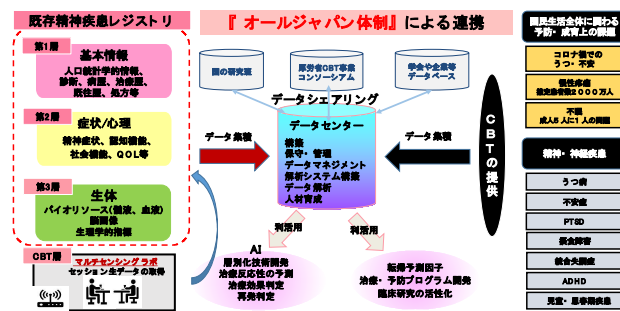 既存精神疾患レジストリ
第1層
基本情報
人口統計学的情報、
診断、病歴、治療歴、
既往歴、処方等
第2層
症状/心理
精神症状、認知機能、
社会機能、QOL等
第3層
生体
バイオリソース(髄液、血液)
脳画像
生理学的指標
CBT層
マルチセンシングラボ
セッション生データの取得
『オールジャパン体制』による連携
国の研究班
厚労省CBT事業
コンソーシアム
学会や企業等
データベース
データシェアリング
データセンター
構築
保守・管理
データマネジメント
解析システム構築
データ解析
人材育成
データ集積
データ集積
利活用
利活用
AI
層別化技術開発
治療反応性の予測
治療効果判定
再発判定
転帰予測因子
治療・予防プログラム開発
臨床研究の活性化
CBTの提供
国民生活全体に関わる
予防・成育上の課題
コロナ禍での
うつ・不安
慢性疼痛
推定患者数2000万人
不眠
成人5人に1人の問題
精神・神経疾患
うつ病
不安症
PTSD
摂食障害
統合失調症
ADHD
児童・思春期疾患